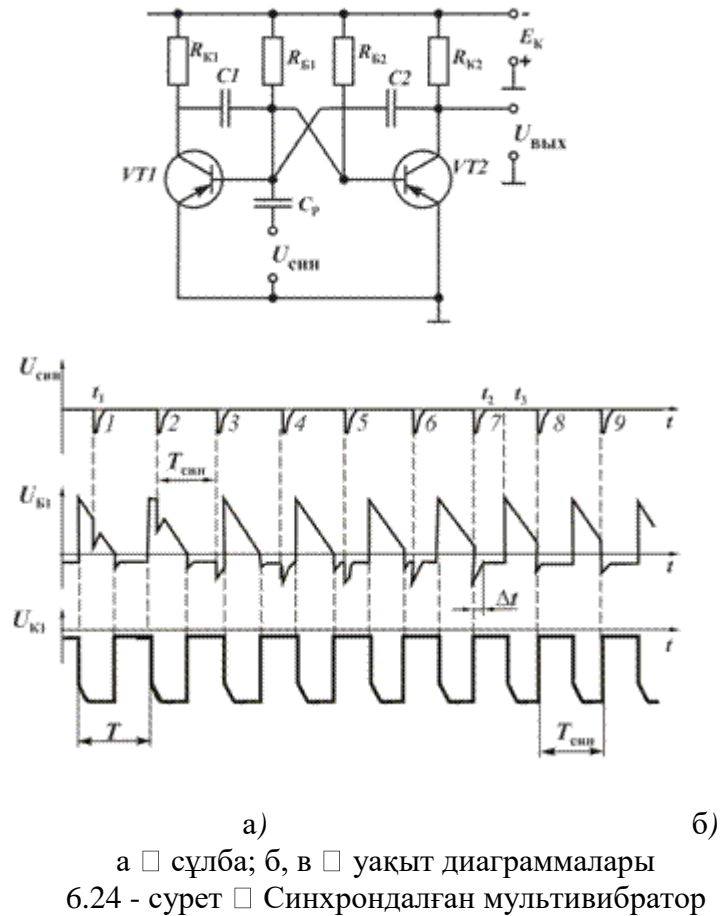 -
E_К
+
R_К1
R_Б1
R_Б2
R_К2
C1
C2
U_вых
VT1
VT2
C_р
U_син
U_син
t_1
t_2
t_3
1 2 3 4 5 6 7 8 9
t
T_син
U_Б1
Δt
t
U_К1
t
T
T_син
а) б)
а □ сұлба; б, в □ уақыт диаграммалары
6.24 - сурет □ Синхрондалған мультивибратор